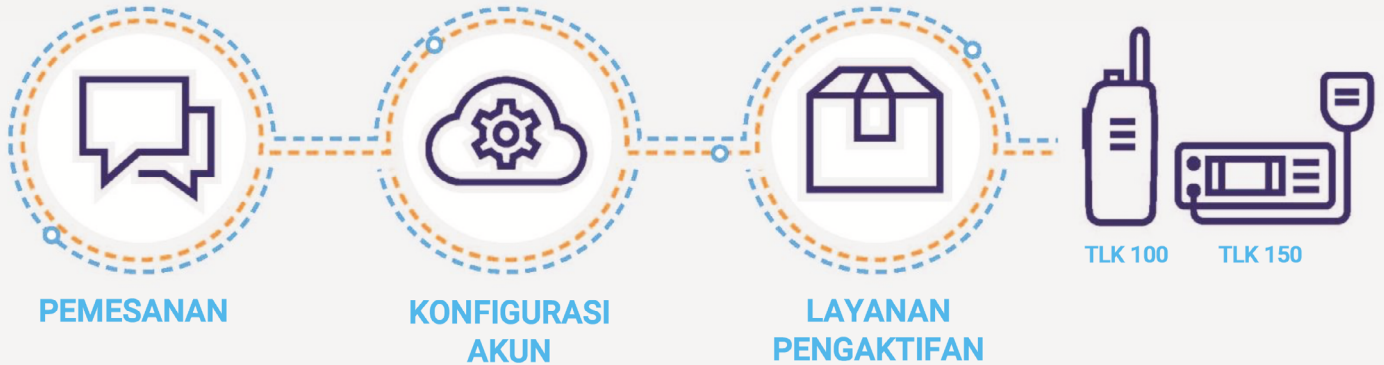 PEMESANAN
KONFIGURASI
AKUN
LAYANAN
PENGAKTIFAN
TLK 100
TLK 150